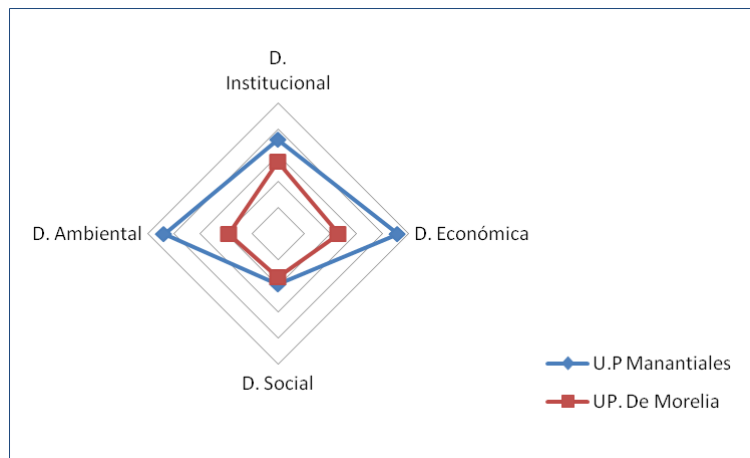 D.
Institucional
D. Ambiental
D. Económica
D. Social
U.P Manantiales
UP. De Morelia